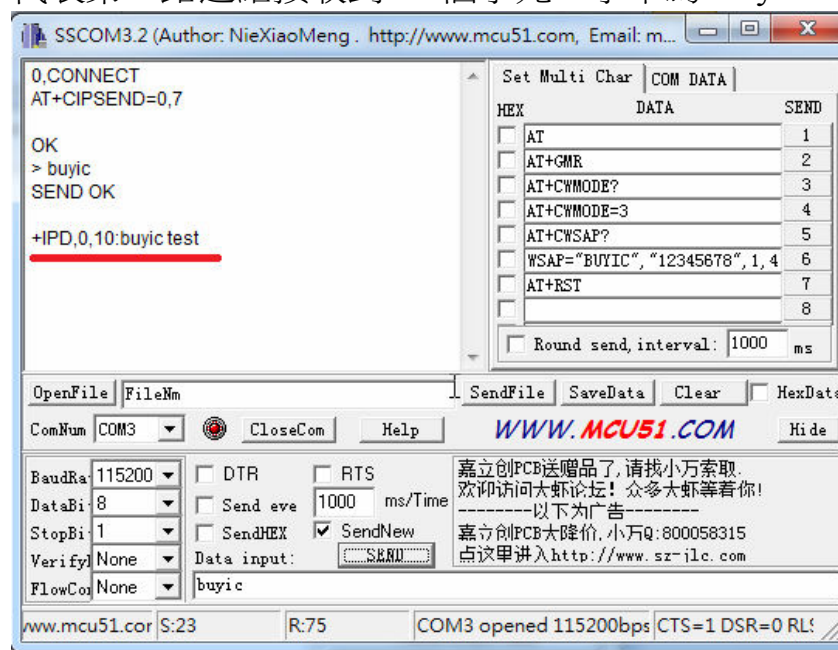 SSCOM3.2 (Author: NieXiaoMeng . http://www.mcu51.com, Email: m...
0,CONNECT
AT+CIPSEND=0,7
OK
> buyic
SEND OK
+IPD,0,10:buyic test
Set Multi Char COM DATA
HEX DATA SEND
AT 1
AT+GMR 2
AT+CWMODE? 3
AT+CWMODE=3 4
AT+CWSAP? 5
WSAP="BUYIC","12345678",1,4 6
AT+RST 7
8
Round send,interval: 1000 ms
OpenFile FileNm SendFile SaveData Clear HexData
ComNum COM3 CloseCom Help WWW.MCU51.COM Hide
BaudRa 115200 DTR RTS
DataBi 8 Send eve 1000 ms/Time
StopBi 1 SendHEX SendNew
VerifyI None Data input: SEND
FlowCo None buyic
嘉立创PCB送赠品了,请找小万索取.
欢迎访问大虾论坛! 众多大虾等着你!
--------以下为广告--------
嘉立创PCB大降价,小万Q:800058315
点这里进入http://www.sz-jlc.com
www.mcu51.cor S:23 R:75 COM3 opened 115200bps CTS=1 DSR=0 RLS